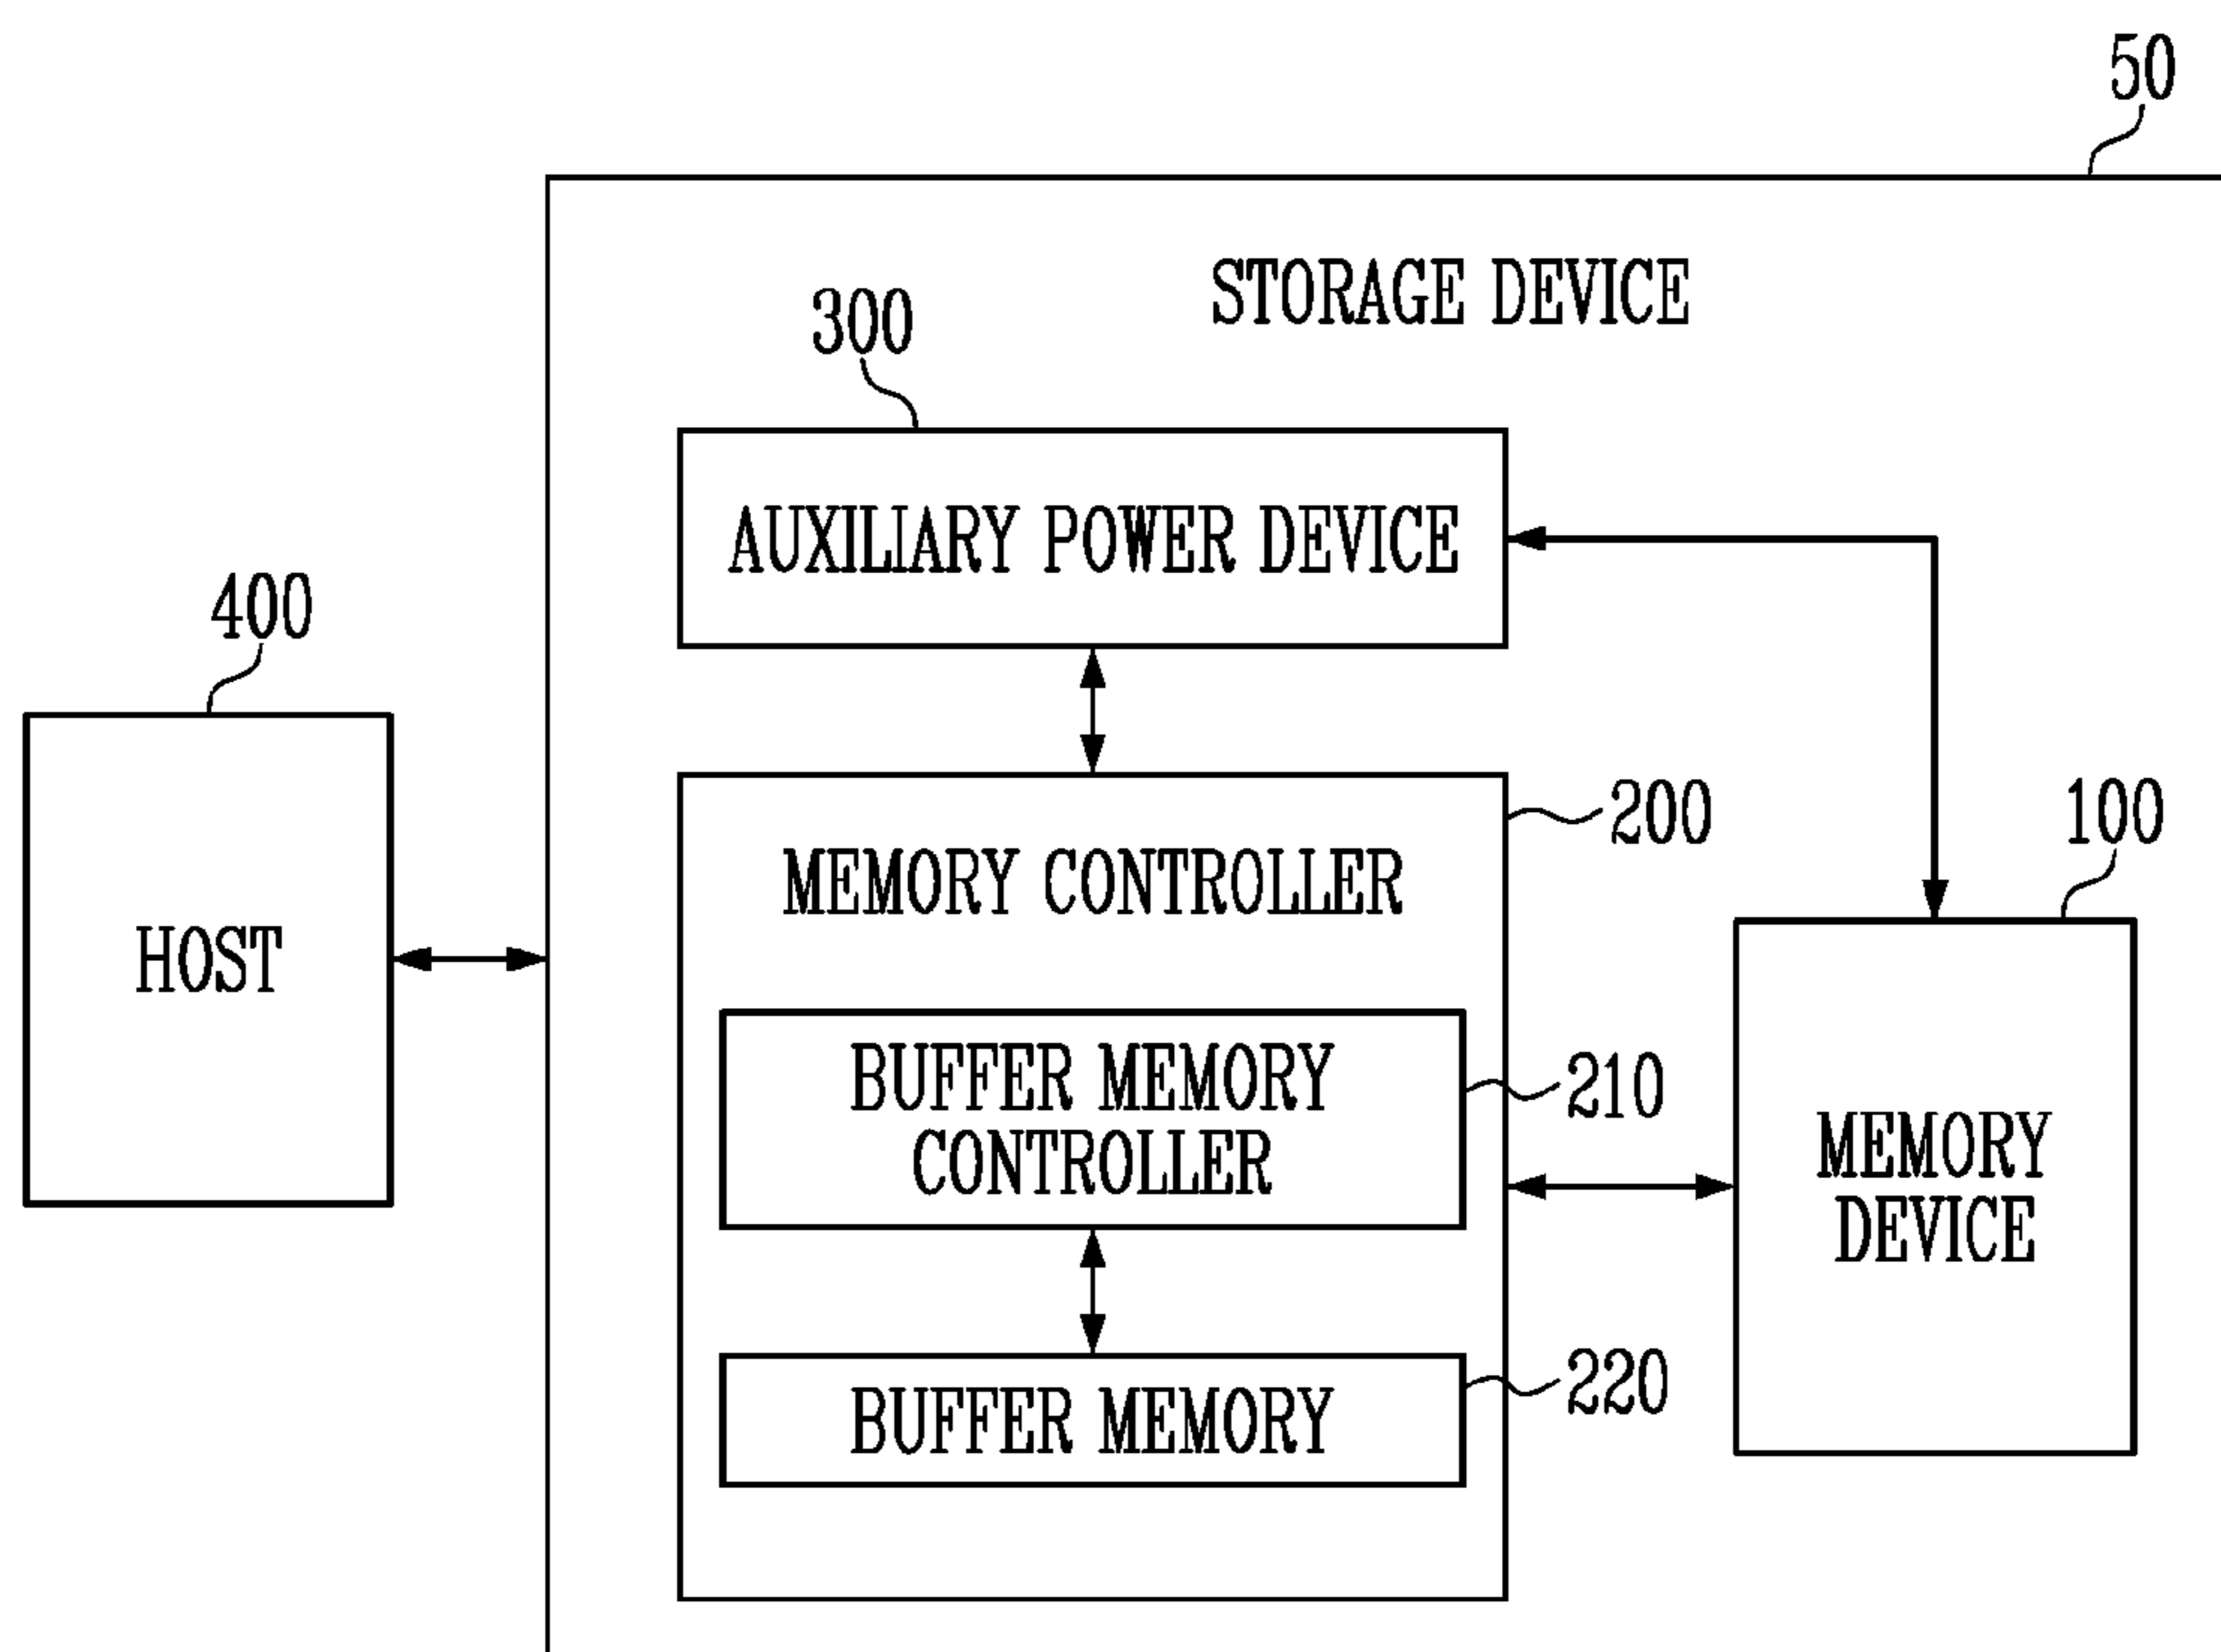 50
STORAGE DEVICE
300
AUXILIARY POWER DEVICE
400
HOST
200
MEMORY CONTROLLER
100
BUFFER MEMORY
CONTROLLER
210
MEMORY
DEVICE
BUFFER MEMORY
220